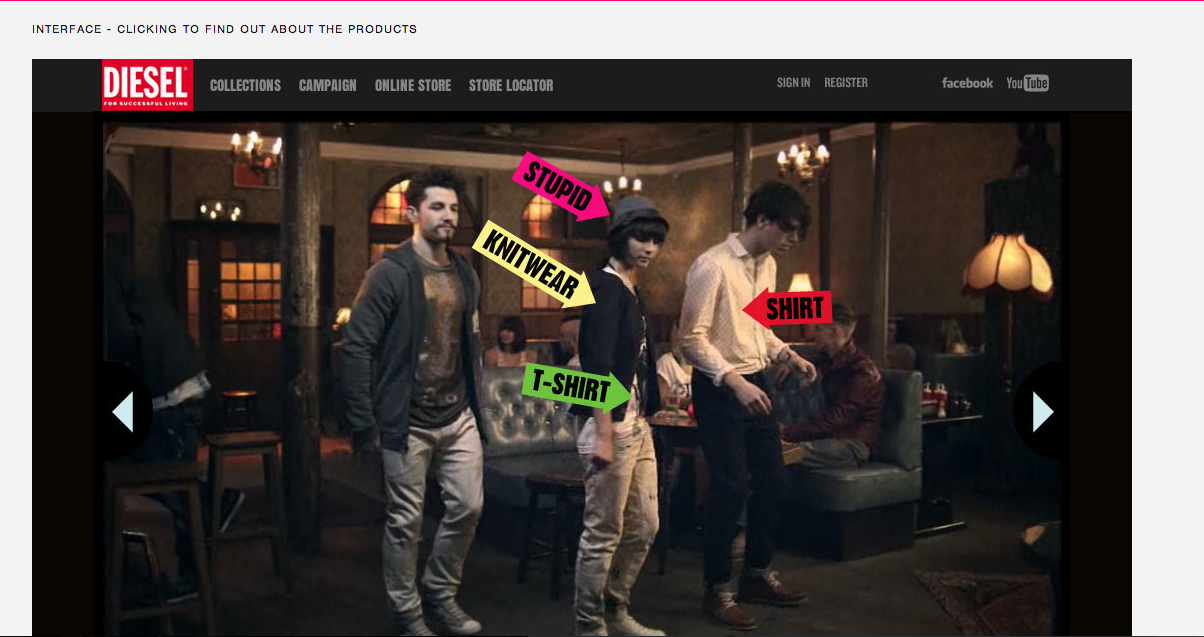 INTERFACE - CLICKING TO FIND OUT ABOUT THE PRODUCTS
DIESEL
FOR SUCCESSFUL LIVING
COLLECTIONS CAMPAIGN ONLINE STORE STORE LOCATOR
SIGN IN REGISTER
facebook YouTube
STUPID
KNITWEAR
SHIRT
T-SHIRT